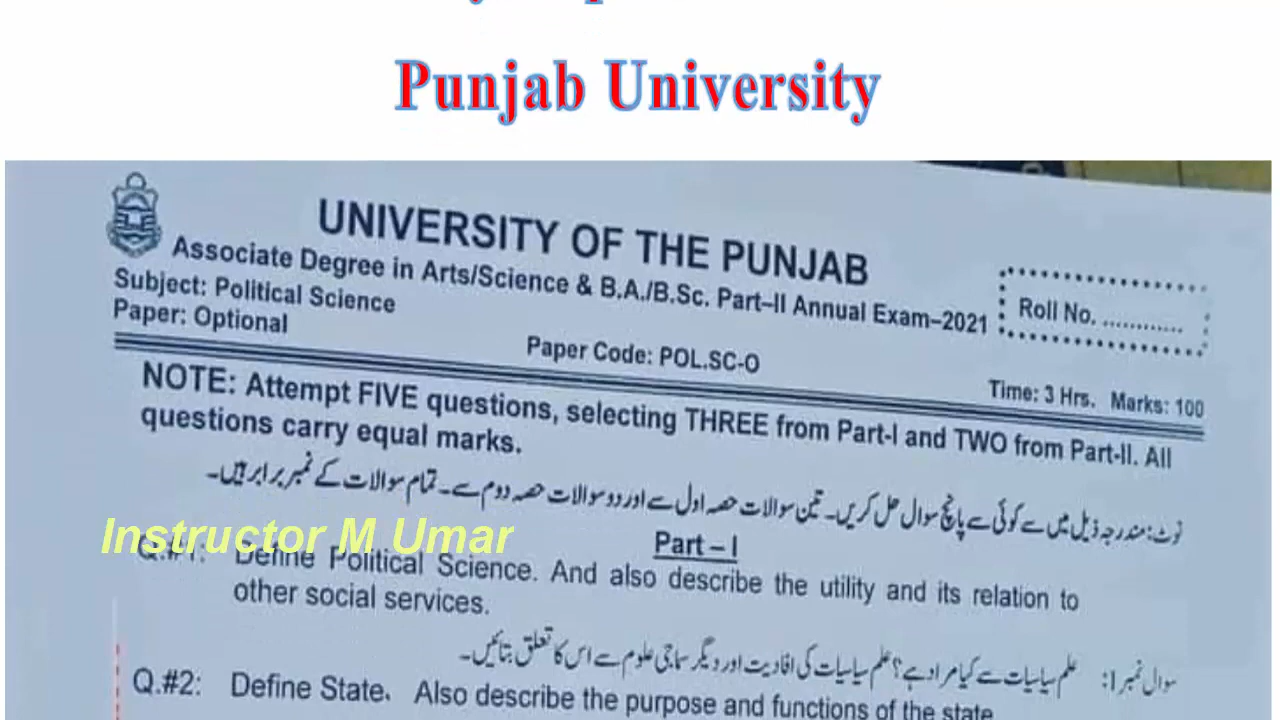 Punjab University
UNIVERSITY OF THE PUNJAB
Associate Degree in Arts/Science & B.A./B.Sc. Part–II Annual Exam–2021
Subject: Political Science
Paper: Optional
Paper Code: POL.SC-O
Roll No. ............
Time: 3 Hrs. Marks: 100
NOTE: Attempt FIVE questions, selecting THREE from Part-I and TWO from Part-II. All
questions carry equal marks.
نوٹ: مندرجہ ذیل میں سے کوئی سے پانچ سوال حل کریں۔ تین سوالات حصہ اول سے اور دو سوالات حصہ دوم سے۔ تمام سوالات کے نمبر برابر ہیں۔
Instructor M Umar
Part – I
Q.#1: Define Political Science. And also describe the utility and its relation to
other social services.
سوال نمبر 1: علم سیاسیات سے کیا مراد ہے؟ علم سیاسیات کی افادیت اور دیگر سماجی علوم سے اس کا تعلق بتائیں۔
Q.#2: Define State. Also describe the purpose and functions of the state